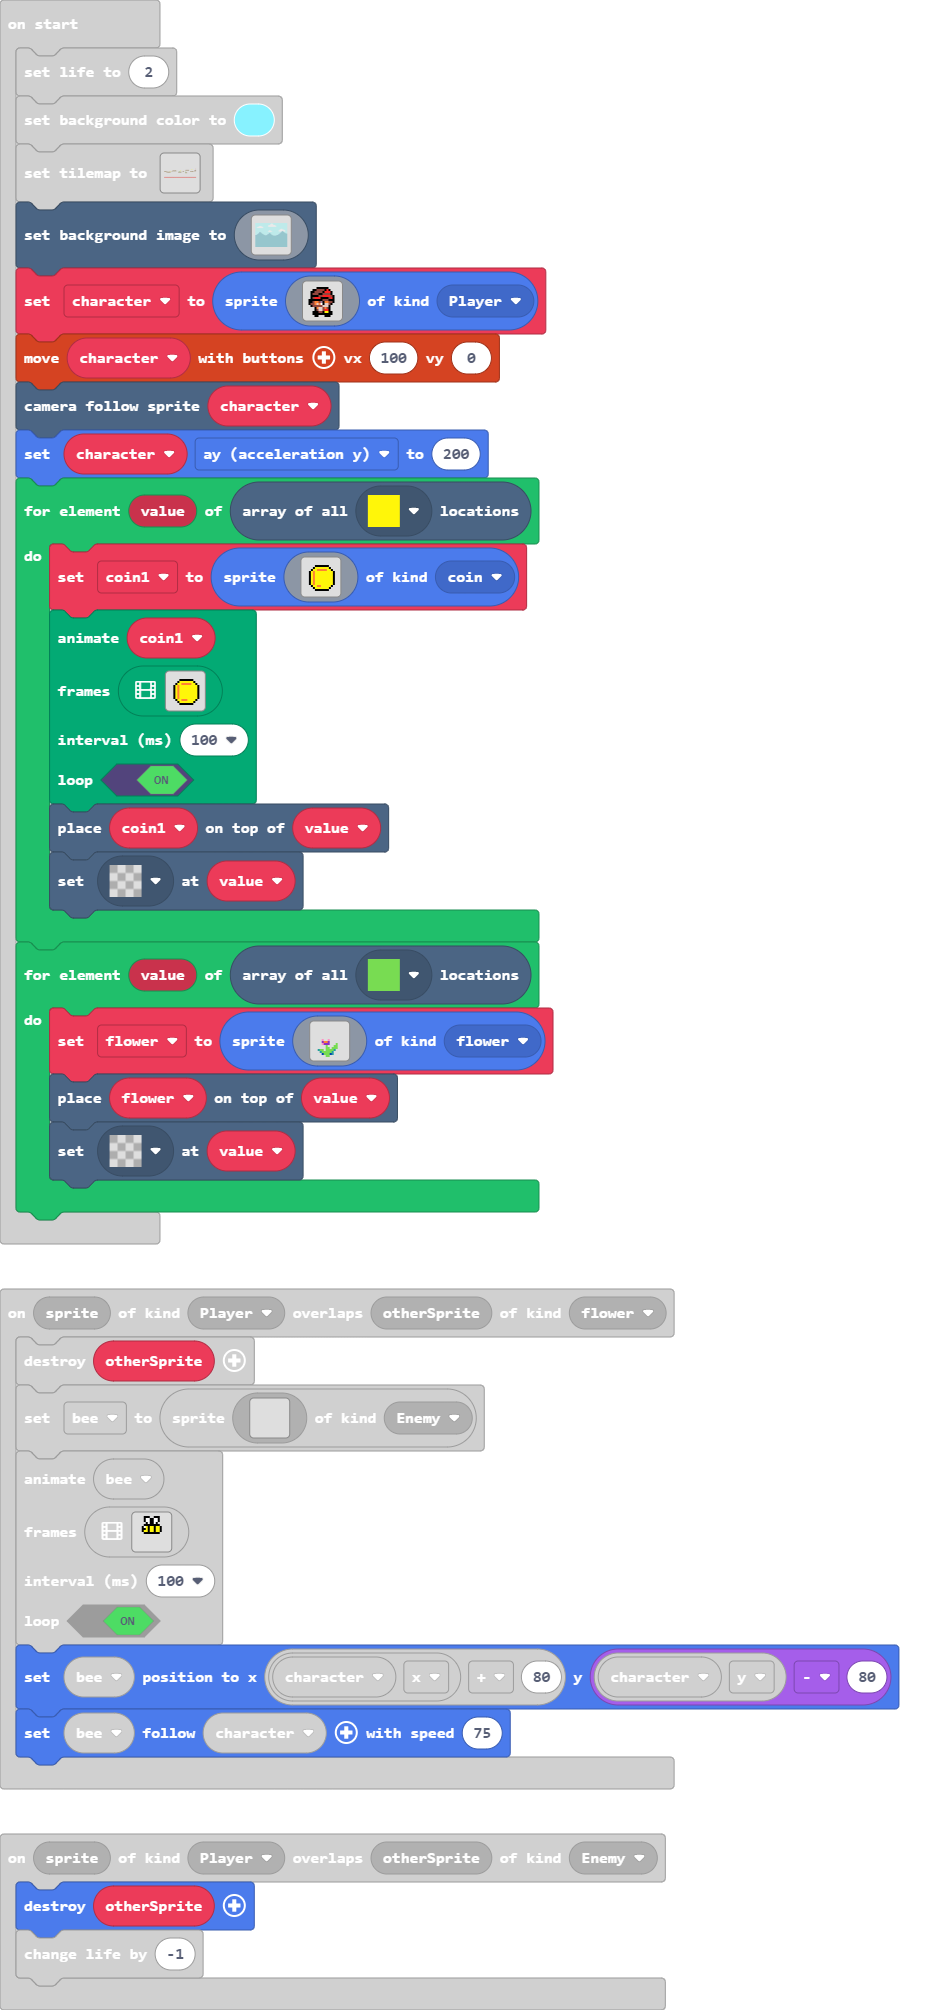 on start
set life to 2
set background color to
set tilemap to
set background image to
set character to sprite of kind Player
move character with buttons vx 100 vy 0
camera follow sprite character
set character ay (acceleration y) to 200
for element value of array of all locations
do
set coin1 to sprite of kind coin
animate coin1
frames
interval (ms) 100
loop ON
place coin1 on top of value
set at value
for element value of array of all locations
do
set flower to sprite of kind flower
place flower on top of value
set at value
on sprite of kind Player overlaps otherSprite of kind flower
destroy otherSprite
set bee to sprite of kind Enemy
animate bee
frames
interval (ms) 100
loop ON
set bee position to x character x + 80 y character y - 80
set bee follow character with speed 75
on sprite of kind Player overlaps otherSprite of kind Enemy
destroy otherSprite
change life by -1